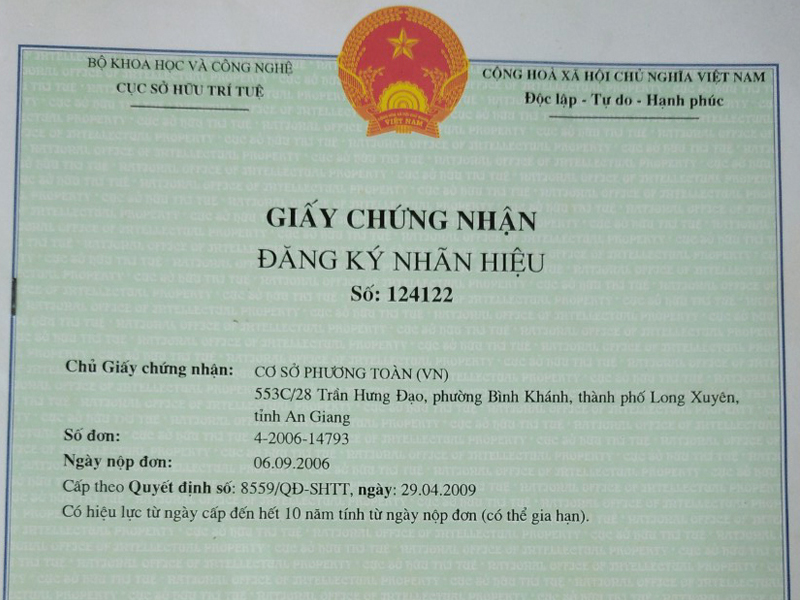 BỘ KHOA HỌC VÀ CÔNG NGHỆ
CỤC SỞ HỮU TRÍ TUỆ
CỘNG HOÀ XÃ HỘI CHỦ NGHĨA VIỆT NAM
Độc lập - Tự do - Hạnh phúc
VIỆT NAM
GIẤY CHỨNG NHẬN
ĐĂNG KÝ NHÃN HIỆU
Số: 124122
Chủ Giấy chứng nhận: CƠ SỞ PHƯƠNG TOÀN (VN)
553C/28 Trần Hưng Đạo, phường Bình Khánh, thành phố Long Xuyên,
tỉnh An Giang
Số đơn: 4-2006-14793
Ngày nộp đơn: 06.09.2006
Cấp theo Quyết định số: 8559/QĐ-SHTT, ngày: 29.04.2009
Có hiệu lực từ ngày cấp đến hết 10 năm tính từ ngày nộp đơn (có thể gia hạn).